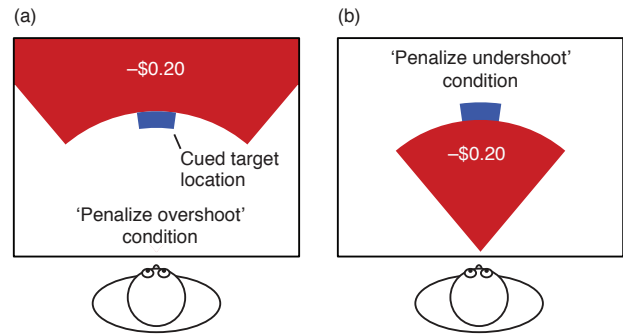 (a)
–$0.20
Cued target
location
‘Penalize overshoot’
condition
(b)
‘Penalize undershoot’
condition
–$0.20